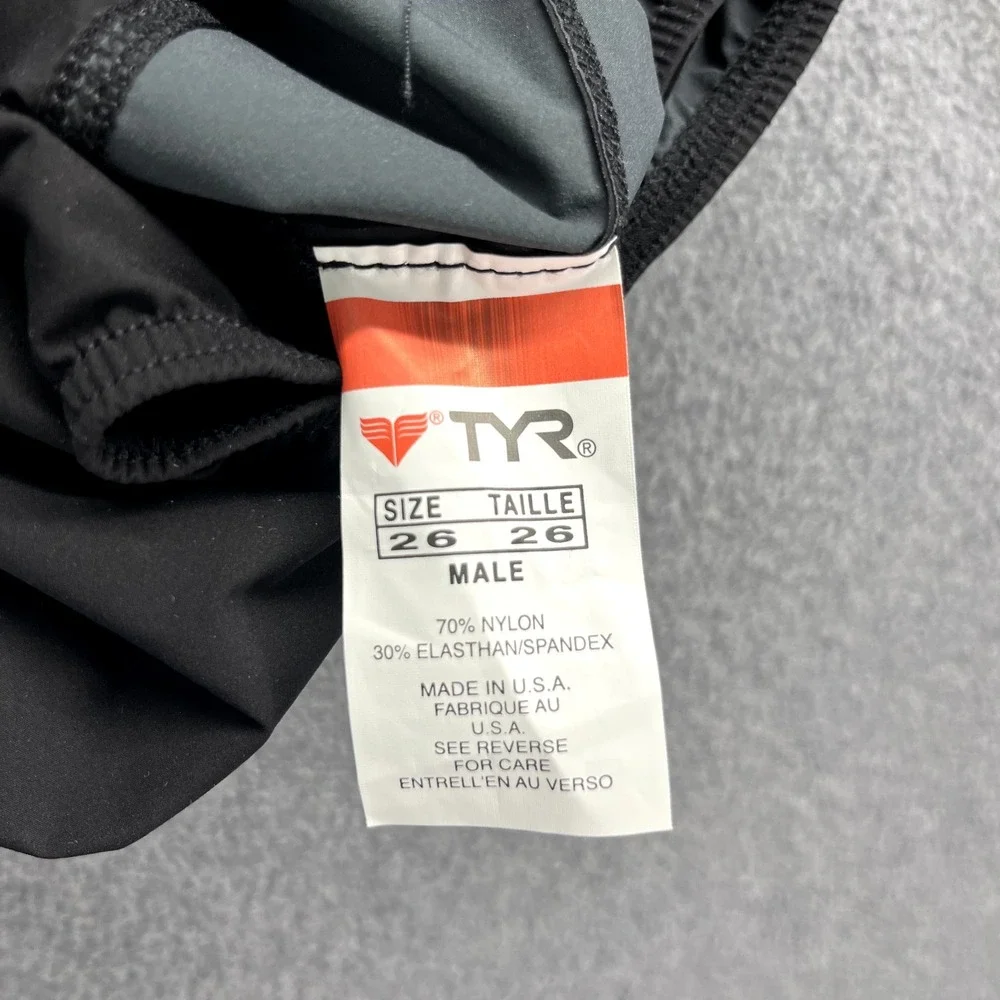 ® TYR®
SIZE TAILLE
26 26
MALE
70% NYLON
30% ELASTHAN/SPANDEX
MADE IN U.S.A.
FABRIQUE AU
U.S.A.
SEE REVERSE
FOR CARE
ENTRELL'EN AU VERSO